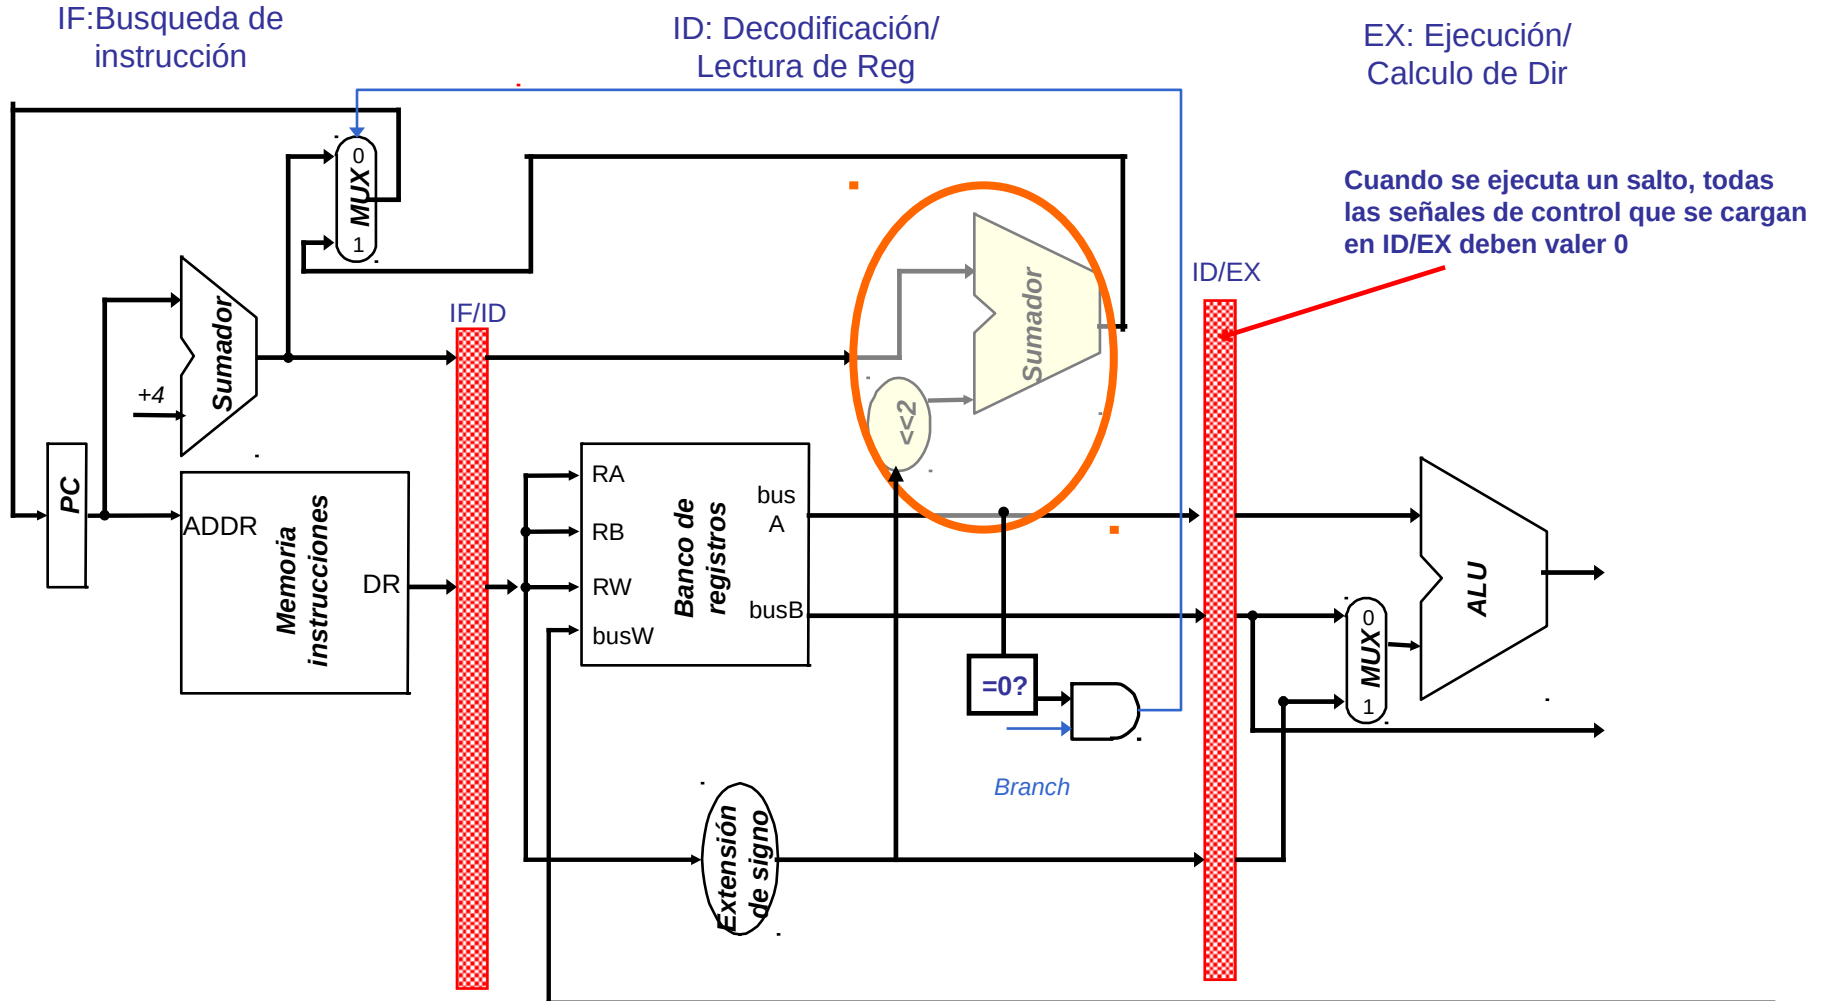 IF:Busqueda de
instrucción
ID: Decodificación/
Lectura de Reg
EX: Ejecución/
Calculo de Dir
0
MUX
1
Cuando se ejecuta un salto, todas
las señales de control que se cargan
en ID/EX deben valer 0
ID/EX
IF/ID
Sumador
+4
Sumador
<<2
PC
ADDR
Memoria
instrucciones
DR
RA
RB
RW
busW
Banco de
registros
bus
A
busB
=0?
Branch
Extensión
de signo
0
MUX
1
ALU